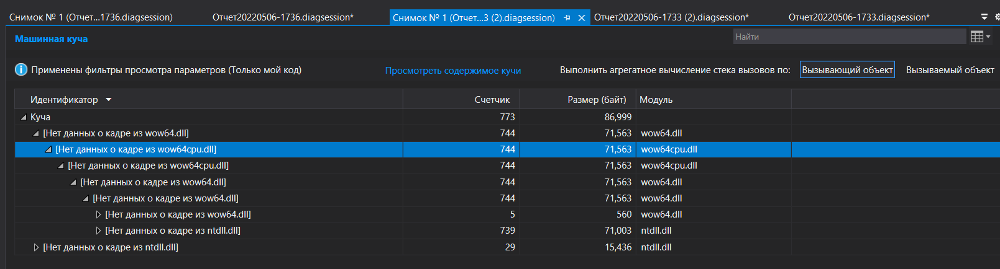 Снимок № 1 (Отчет...1736.diagsession) Отчет20220506-1736.diagsession* Снимок № 1 (Отчет...3 (2).diagsession) Отчет20220506-1733 (2).diagsession* Отчет20220506-1733.diagsession*
Машинная куча Найти
Применены фильтры просмотра параметров (Только мой код) Просмотреть содержимое кучи Выполнить агрегатное вычисление стека вызовов по: Вызывающий объект Вызываемый объект
Идентификатор Счетчик Размер (байт) Модуль
Куча 773 86,999
[Нет данных о кадре из wow64.dll] 744 71,563 wow64.dll
[Нет данных о кадре из wow64cpu.dll] 744 71,563 wow64cpu.dll
[Нет данных о кадре из wow64cpu.dll] 744 71,563 wow64cpu.dll
[Нет данных о кадре из wow64.dll] 744 71,563 wow64.dll
[Нет данных о кадре из wow64.dll] 744 71,563 wow64.dll
[Нет данных о кадре из wow64.dll] 5 560 wow64.dll
[Нет данных о кадре из ntdll.dll] 739 71,003 ntdll.dll
[Нет данных о кадре из ntdll.dll] 29 15,436 ntdll.dll